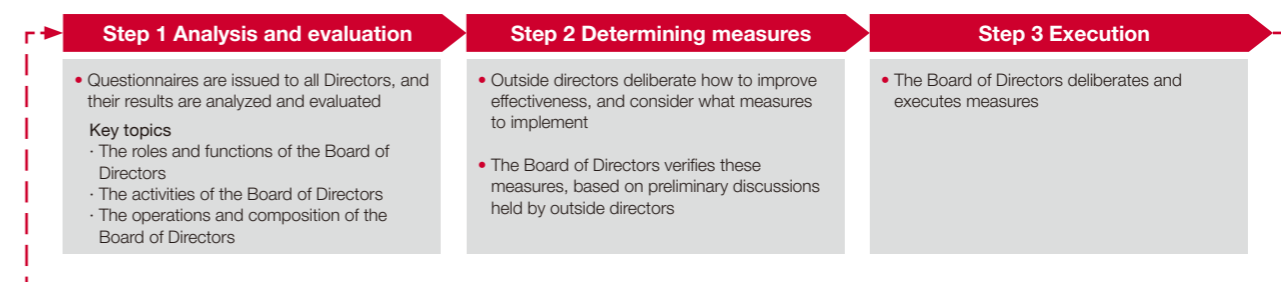 Step 1 Analysis and evaluation
• Questionnaires are issued to all Directors, and
their results are analyzed and evaluated
Key topics
· The roles and functions of the Board of
Directors
· The activities of the Board of Directors
· The operations and composition of the
Board of Directors
Step 2 Determining measures
• Outside directors deliberate how to improve
effectiveness, and consider what measures
to implement
• The Board of Directors verifies these
measures, based on preliminary discussions
held by outside directors
Step 3 Execution
• The Board of Directors deliberates and
executes measures